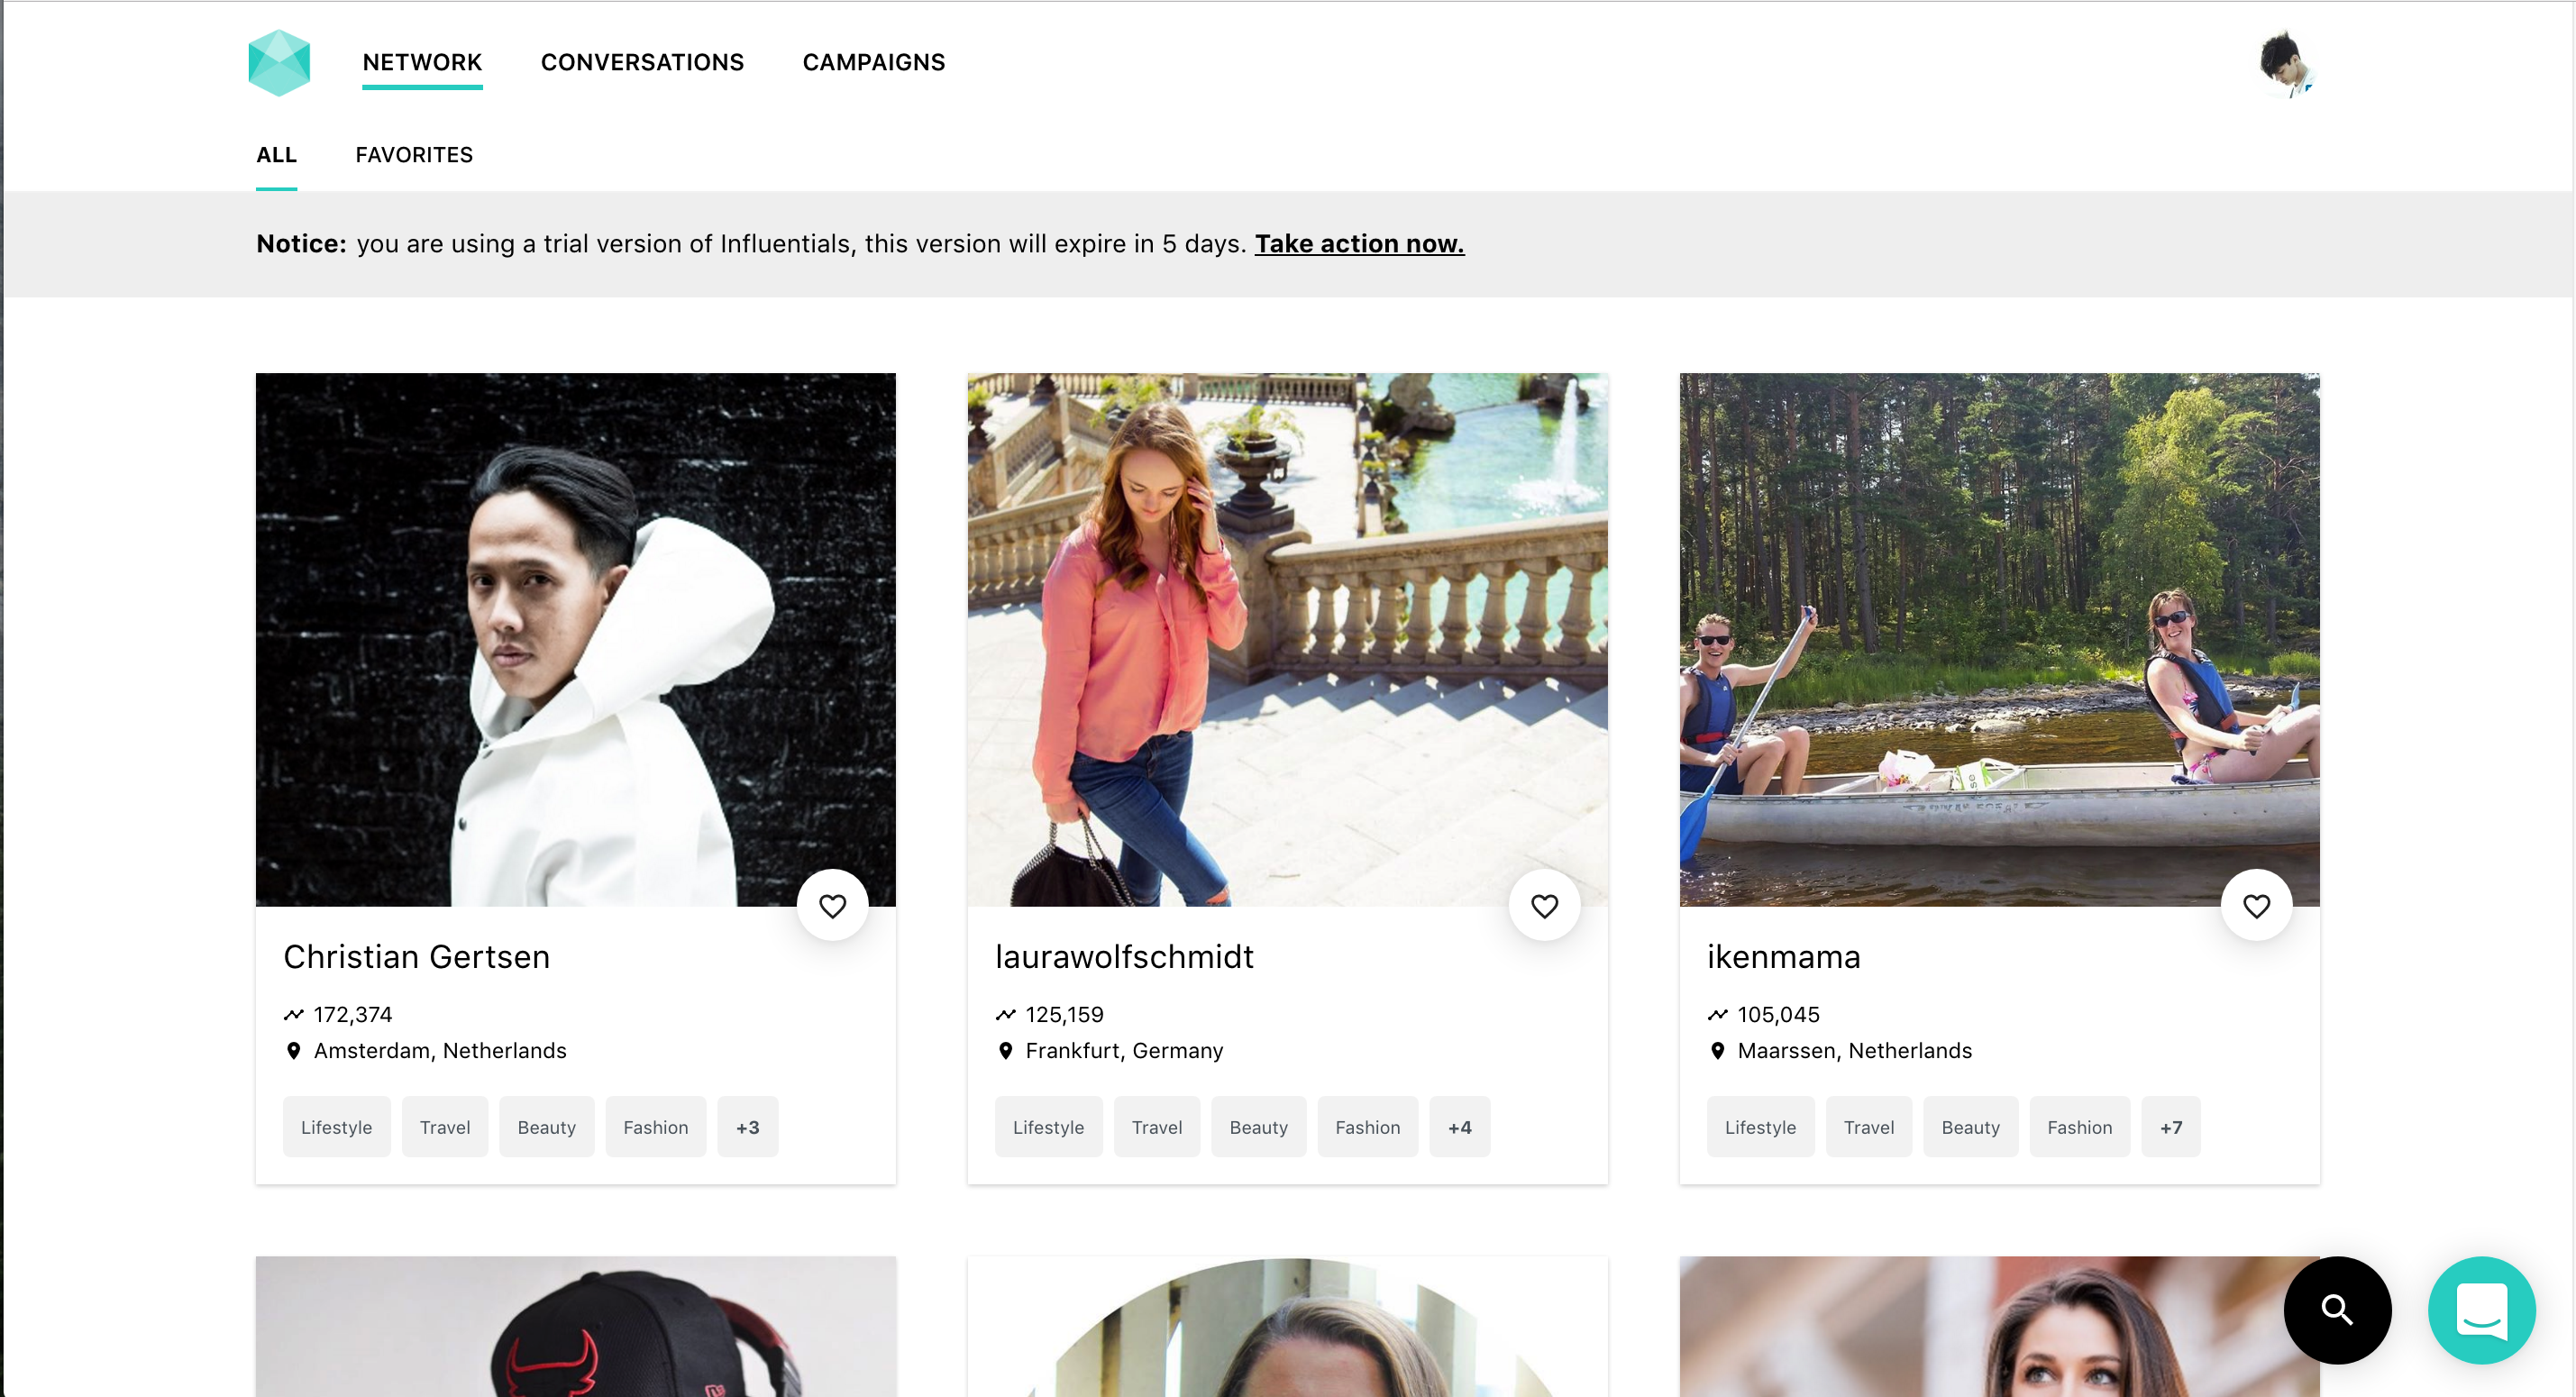 NETWORK CONVERSATIONS CAMPAIGNS
ALL FAVORITES
Notice: you are using a trial version of Influentials, this version will expire in 5 days. Take action now.
Christian Gertsen
172,374
Amsterdam, Netherlands
Lifestyle Travel Beauty Fashion +3
laurawolfschmidt
125,159
Frankfurt, Germany
Lifestyle Travel Beauty Fashion +4
ikenmama
105,045
Maarssen, Netherlands
Lifestyle Travel Beauty Fashion +7